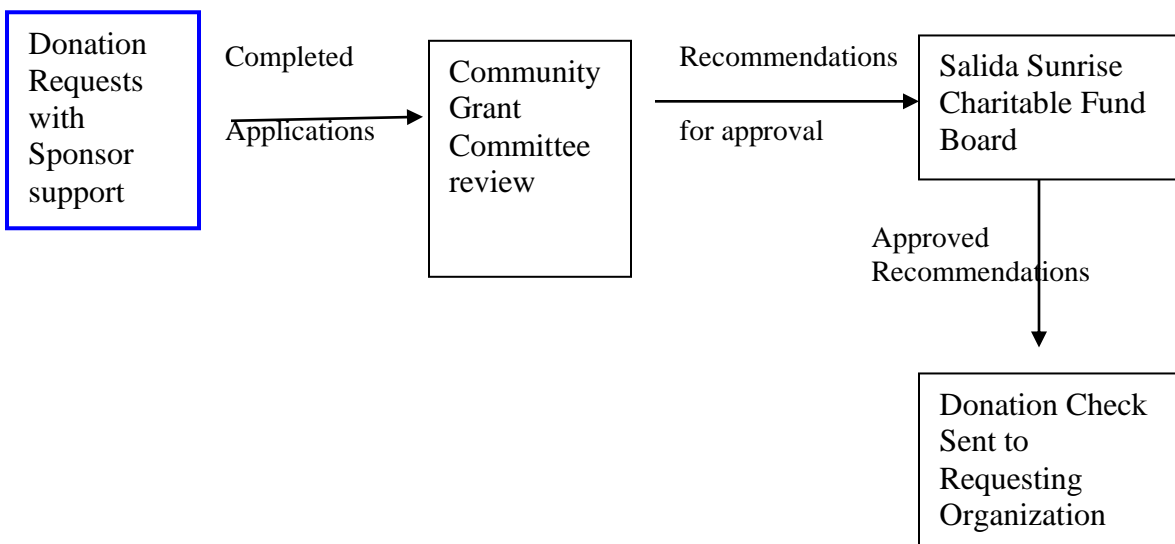 Donation
Requests
with
Sponsor
support
Completed
Applications
Community
Grant
Committee
review
Recommendations
for approval
Salida Sunrise
Charitable Fund
Board
Approved
Recommendations
Donation Check
Sent to
Requesting
Organization